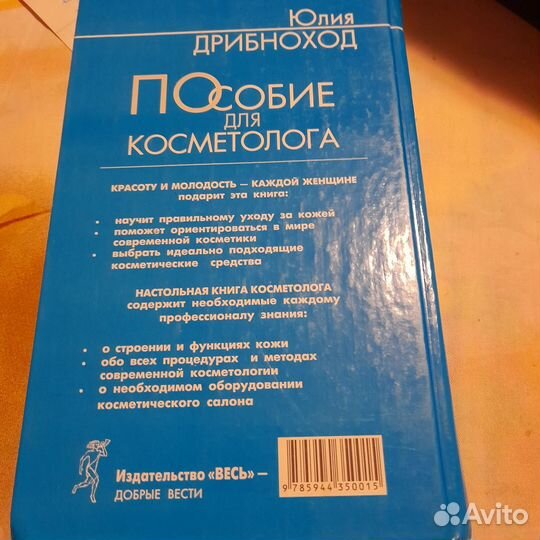 Юлия
ДРИБНОХОД
ПОСОБИЕ
ДЛЯ
КОСМЕТОЛОГА
КРАСОТУ И МОЛОДОСТЬ – КАЖДОЙ ЖЕНЩИНЕ
подарит эта книга:
• научит правильному уходу за кожей
• поможет ориентироваться в мире
современной косметики
• выбрать идеально подходящие
косметические средства
НАСТОЛЬНАЯ КНИГА КОСМЕТОЛОГА
содержит необходимые каждому
профессионалу знания:
• о строении и функциях кожи
• обо всех процедурах и методах
современной косметологии
• о необходимом оборудовании
косметического салона
Издательство «ВЕСЬ» –
ДОБРЫЕ ВЕСТИ
9 785944 350015
Avito